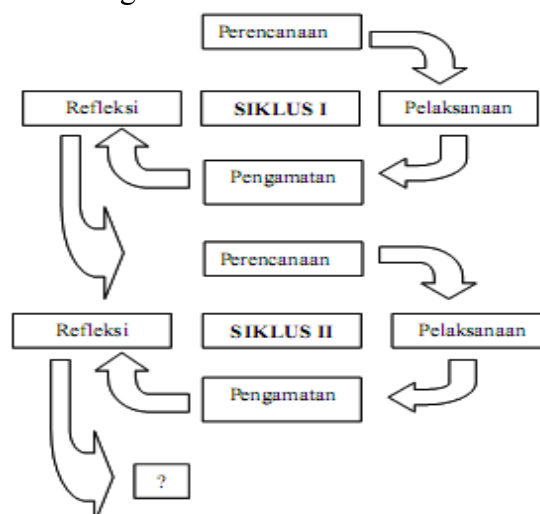 Perencanaan
Refleksi
SIKLUS I
Pelaksanaan
Pengamatan
Perencanaan
Refleksi
SIKLUS II
Pelaksanaan
Pengamatan
?